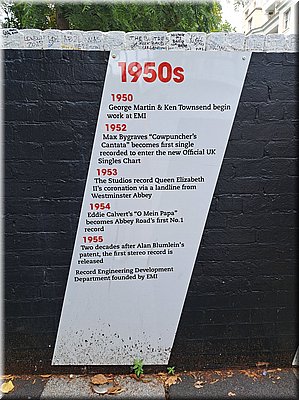 1950s
1950
George Martin & Ken Townsend begin
work at EMI
1952
Max Bygraves "Cowpuncher's
Cantata" becomes first single
recorded to enter the new Official UK
Singles Chart
1953
The Studios record Queen Elizabeth
II's coronation via a landline from
Westminster Abbey
1954
Eddie Calvert's "O Mein Papa"
becomes Abbey Road's first No.1
record
1955
Two decades after Alan Blumlein's
patent, the first stereo record is
released
Record Engineering Development
Department founded by EMI